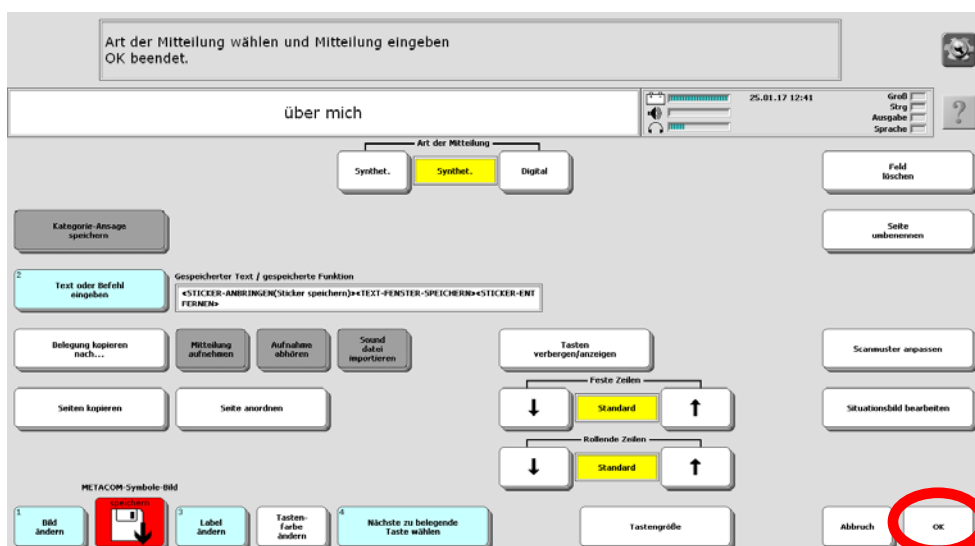 Art der Mitteilung wählen und Mitteilung eingeben
OK beendet.
über mich
25.01.17 12:41
Groß
Strg
Ausgabe
Sprache
?
Art der Mitteilung
Synthet.
Synthet.
Digital
Feld
löschen
Kategorie-Ansage
speichern
Seite
umbenennen
2
Text oder Befehl
eingeben
Gespeicherter Text / gespeicherte Funktion
<STICKER-ANBRINGEN(Sticker speichern)><TEXT-FENSTER-SPEICHERN><STICKER-ENT
FERNEN>
Belegung kopieren
nach...
Mitteilung
aufnehmen
Aufnahme
abhören
Sound
datei
importieren
Tasten
verbergen/anzeigen
Scanmuster anpassen
Feste Zeilen
Seiten kopieren
Seite anordnen
Standard
Situationsbild bearbeiten
Rollende Zeilen
Standard
METACOM-Symbole-Bild
1
Bild
ändern
speichern
3
Label
ändern
Tasten-
farbe
ändern
4
Nächste zu belegende
Taste wählen
Tastengröße
Abbruch
OK